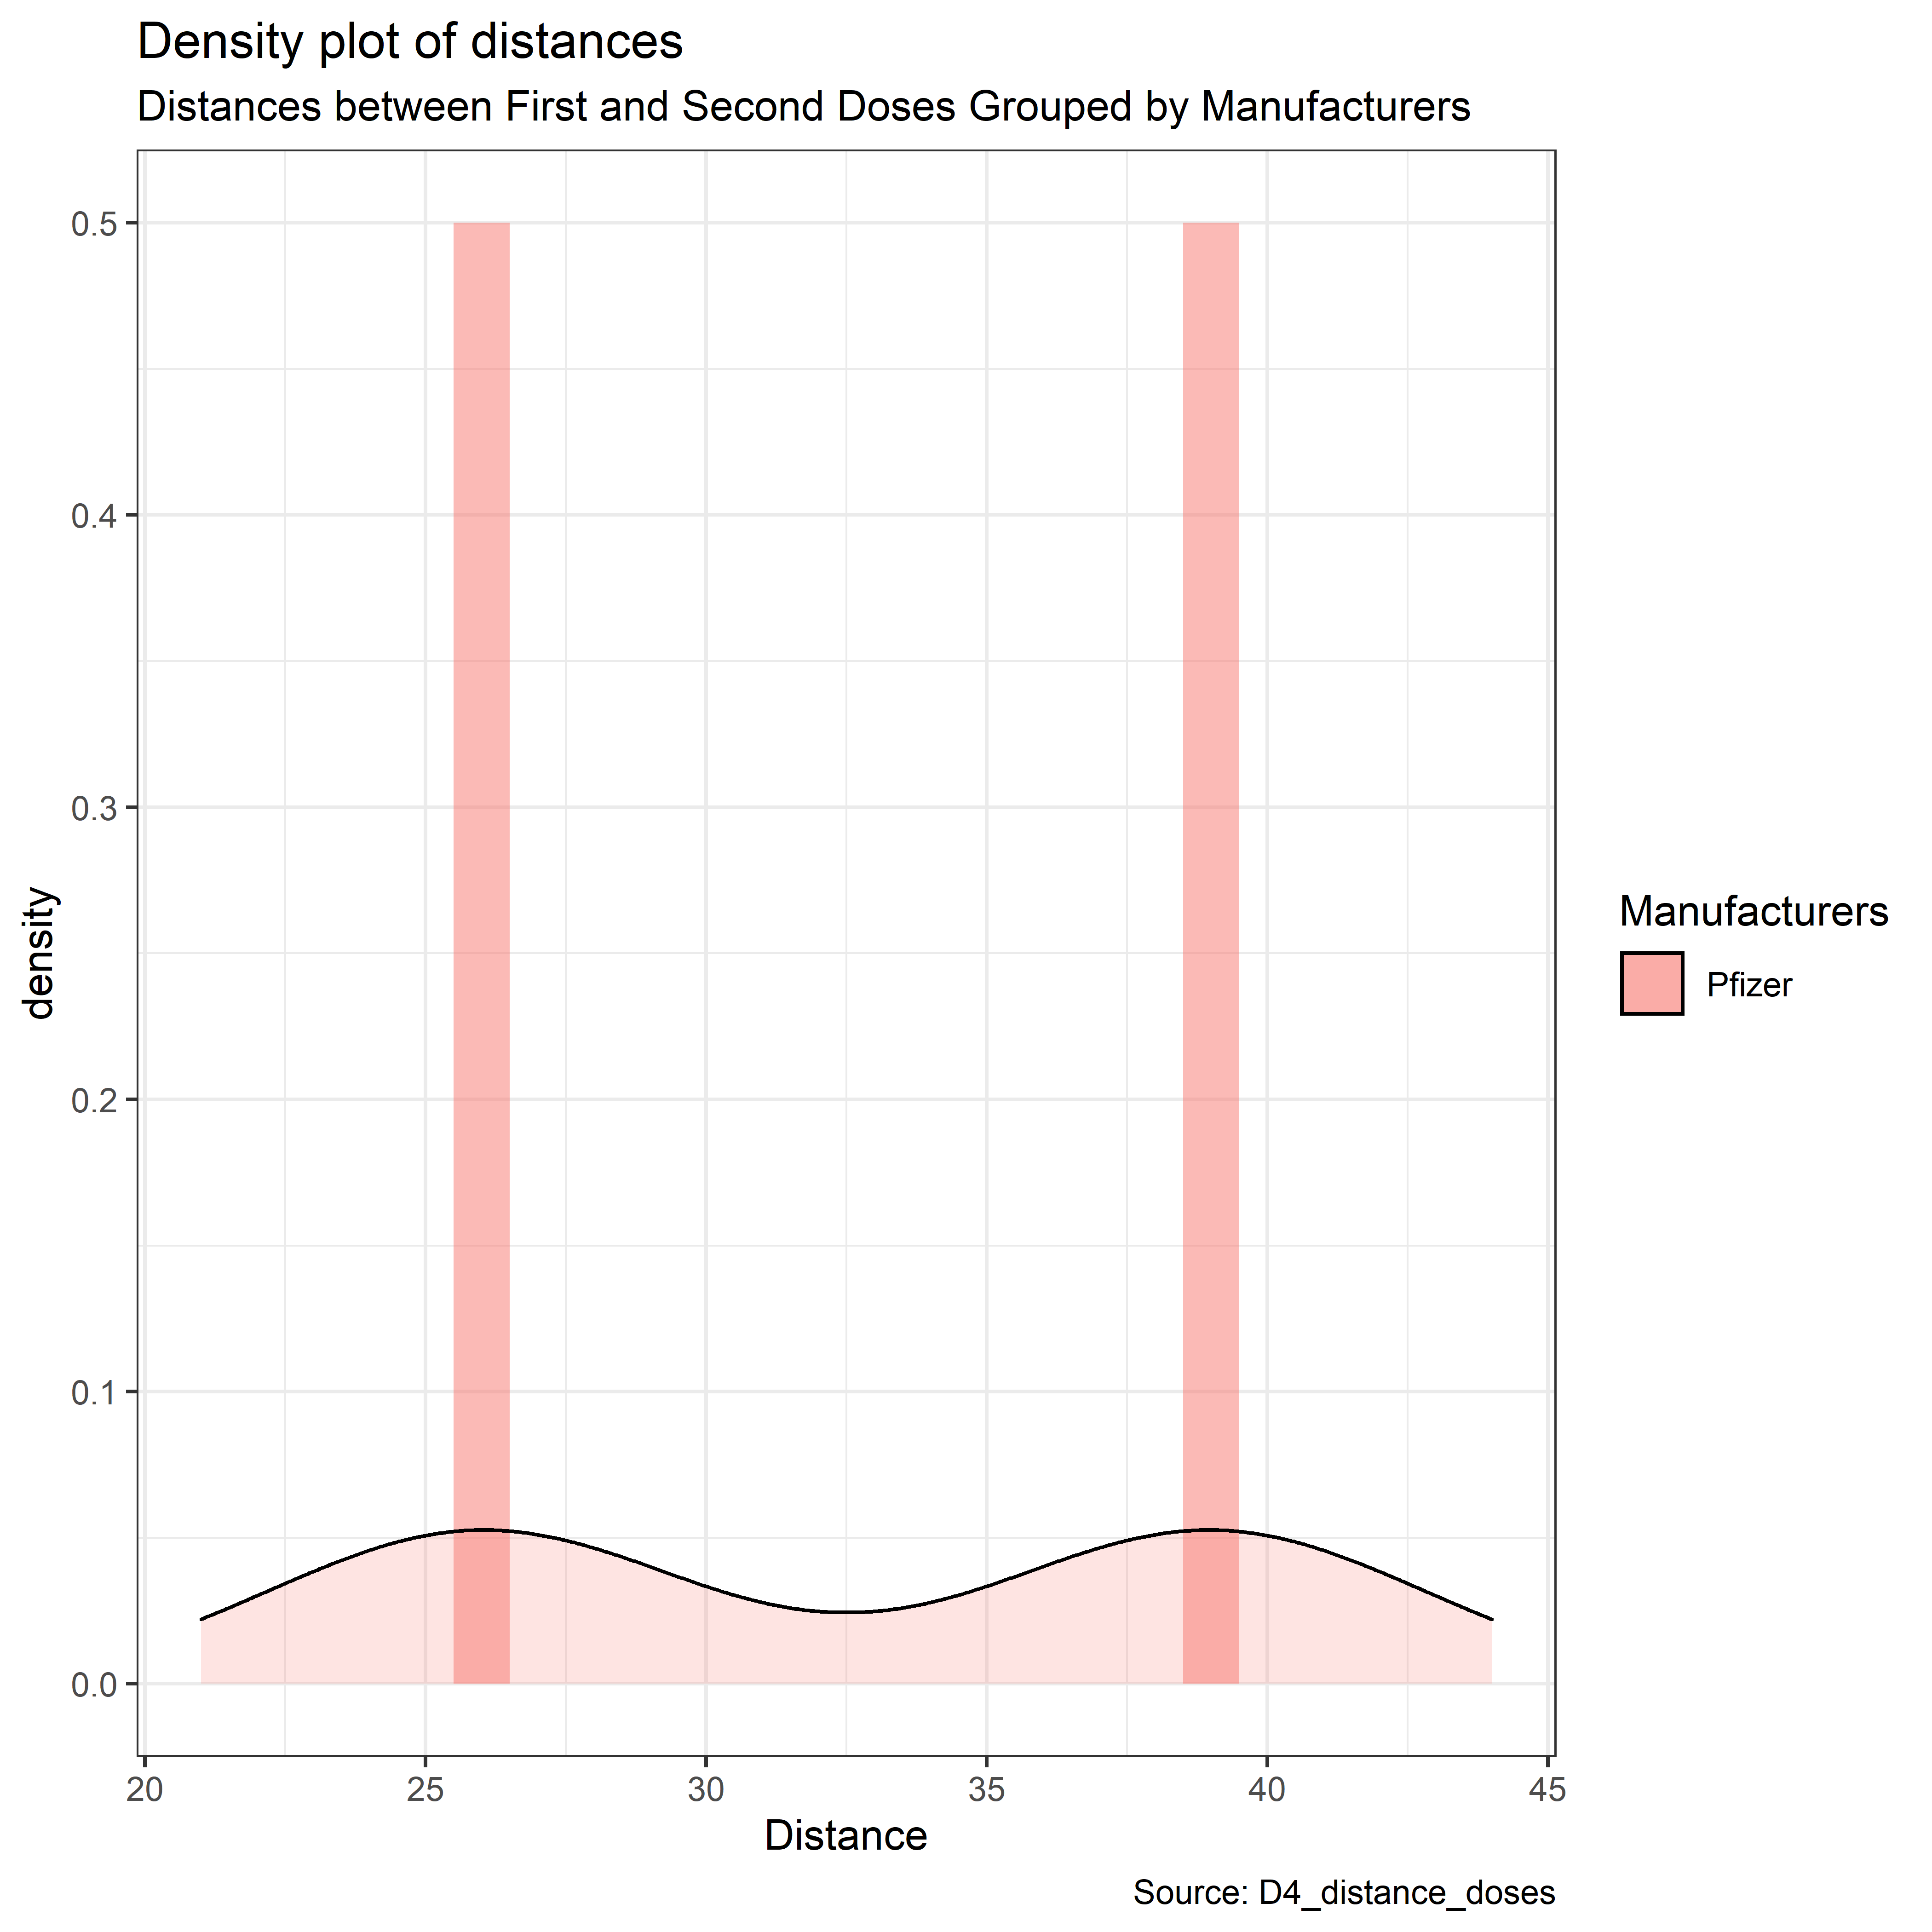 Density plot of distances
Distances between First and Second Doses Grouped by Manufacturers
0.5
0.4
0.3
0.2
0.1
0.0
density
20 25 30 35 40 45
Distance
Manufacturers
Pfizer
Source: D4_distance_doses